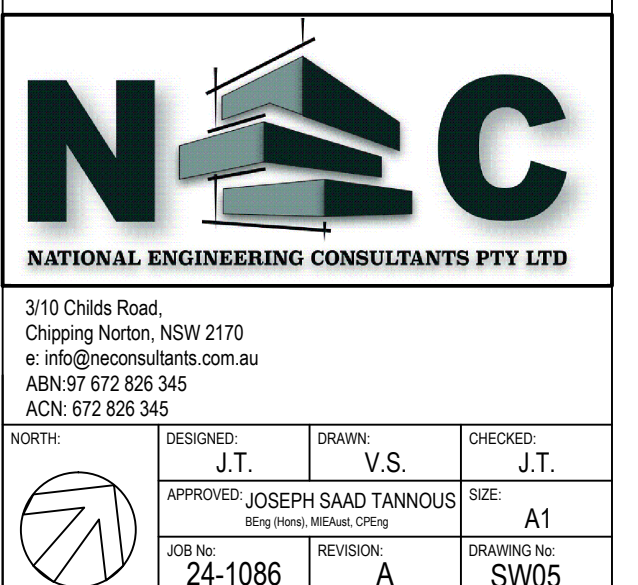 NEC
NATIONAL ENGINEERING CONSULTANTS PTY LTD
3/10 Childs Road,
Chipping Norton, NSW 2170
e: info@neconsultants.com.au
ABN:97 672 826 345
ACN: 672 826 345
NORTH:
DESIGNED:
J.T.
DRAWN:
V.S.
CHECKED:
J.T.
APPROVED: JOSEPH SAAD TANNOUS
BEng (Hons), MIEAust, CPEng
SIZE:
A1
JOB No:
24-1086
REVISION:
A
DRAWING No:
SW05